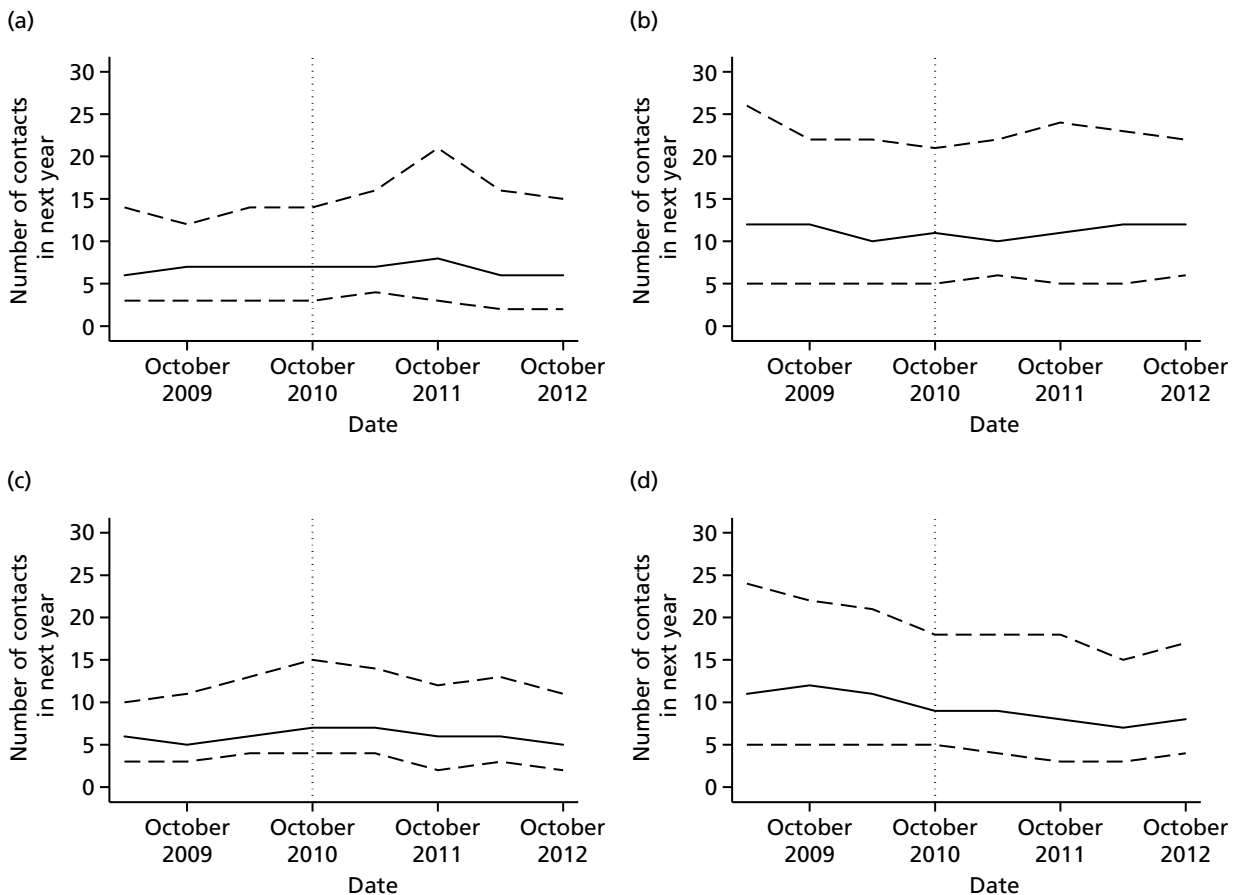 (a)
Number of contacts
in next year
30
25
20
15
10
5
0
October
2009
October
2010
October
2011
October
2012
Date
(b)
Number of contacts
in next year
30
25
20
15
10
5
0
October
2009
October
2010
October
2011
October
2012
Date
(c)
Number of contacts
in next year
30
25
20
15
10
5
0
October
2009
October
2010
October
2011
October
2012
Date
(d)
Number of contacts
in next year
30
25
20
15
10
5
0
October
2009
October
2010
October
2011
October
2012
Date